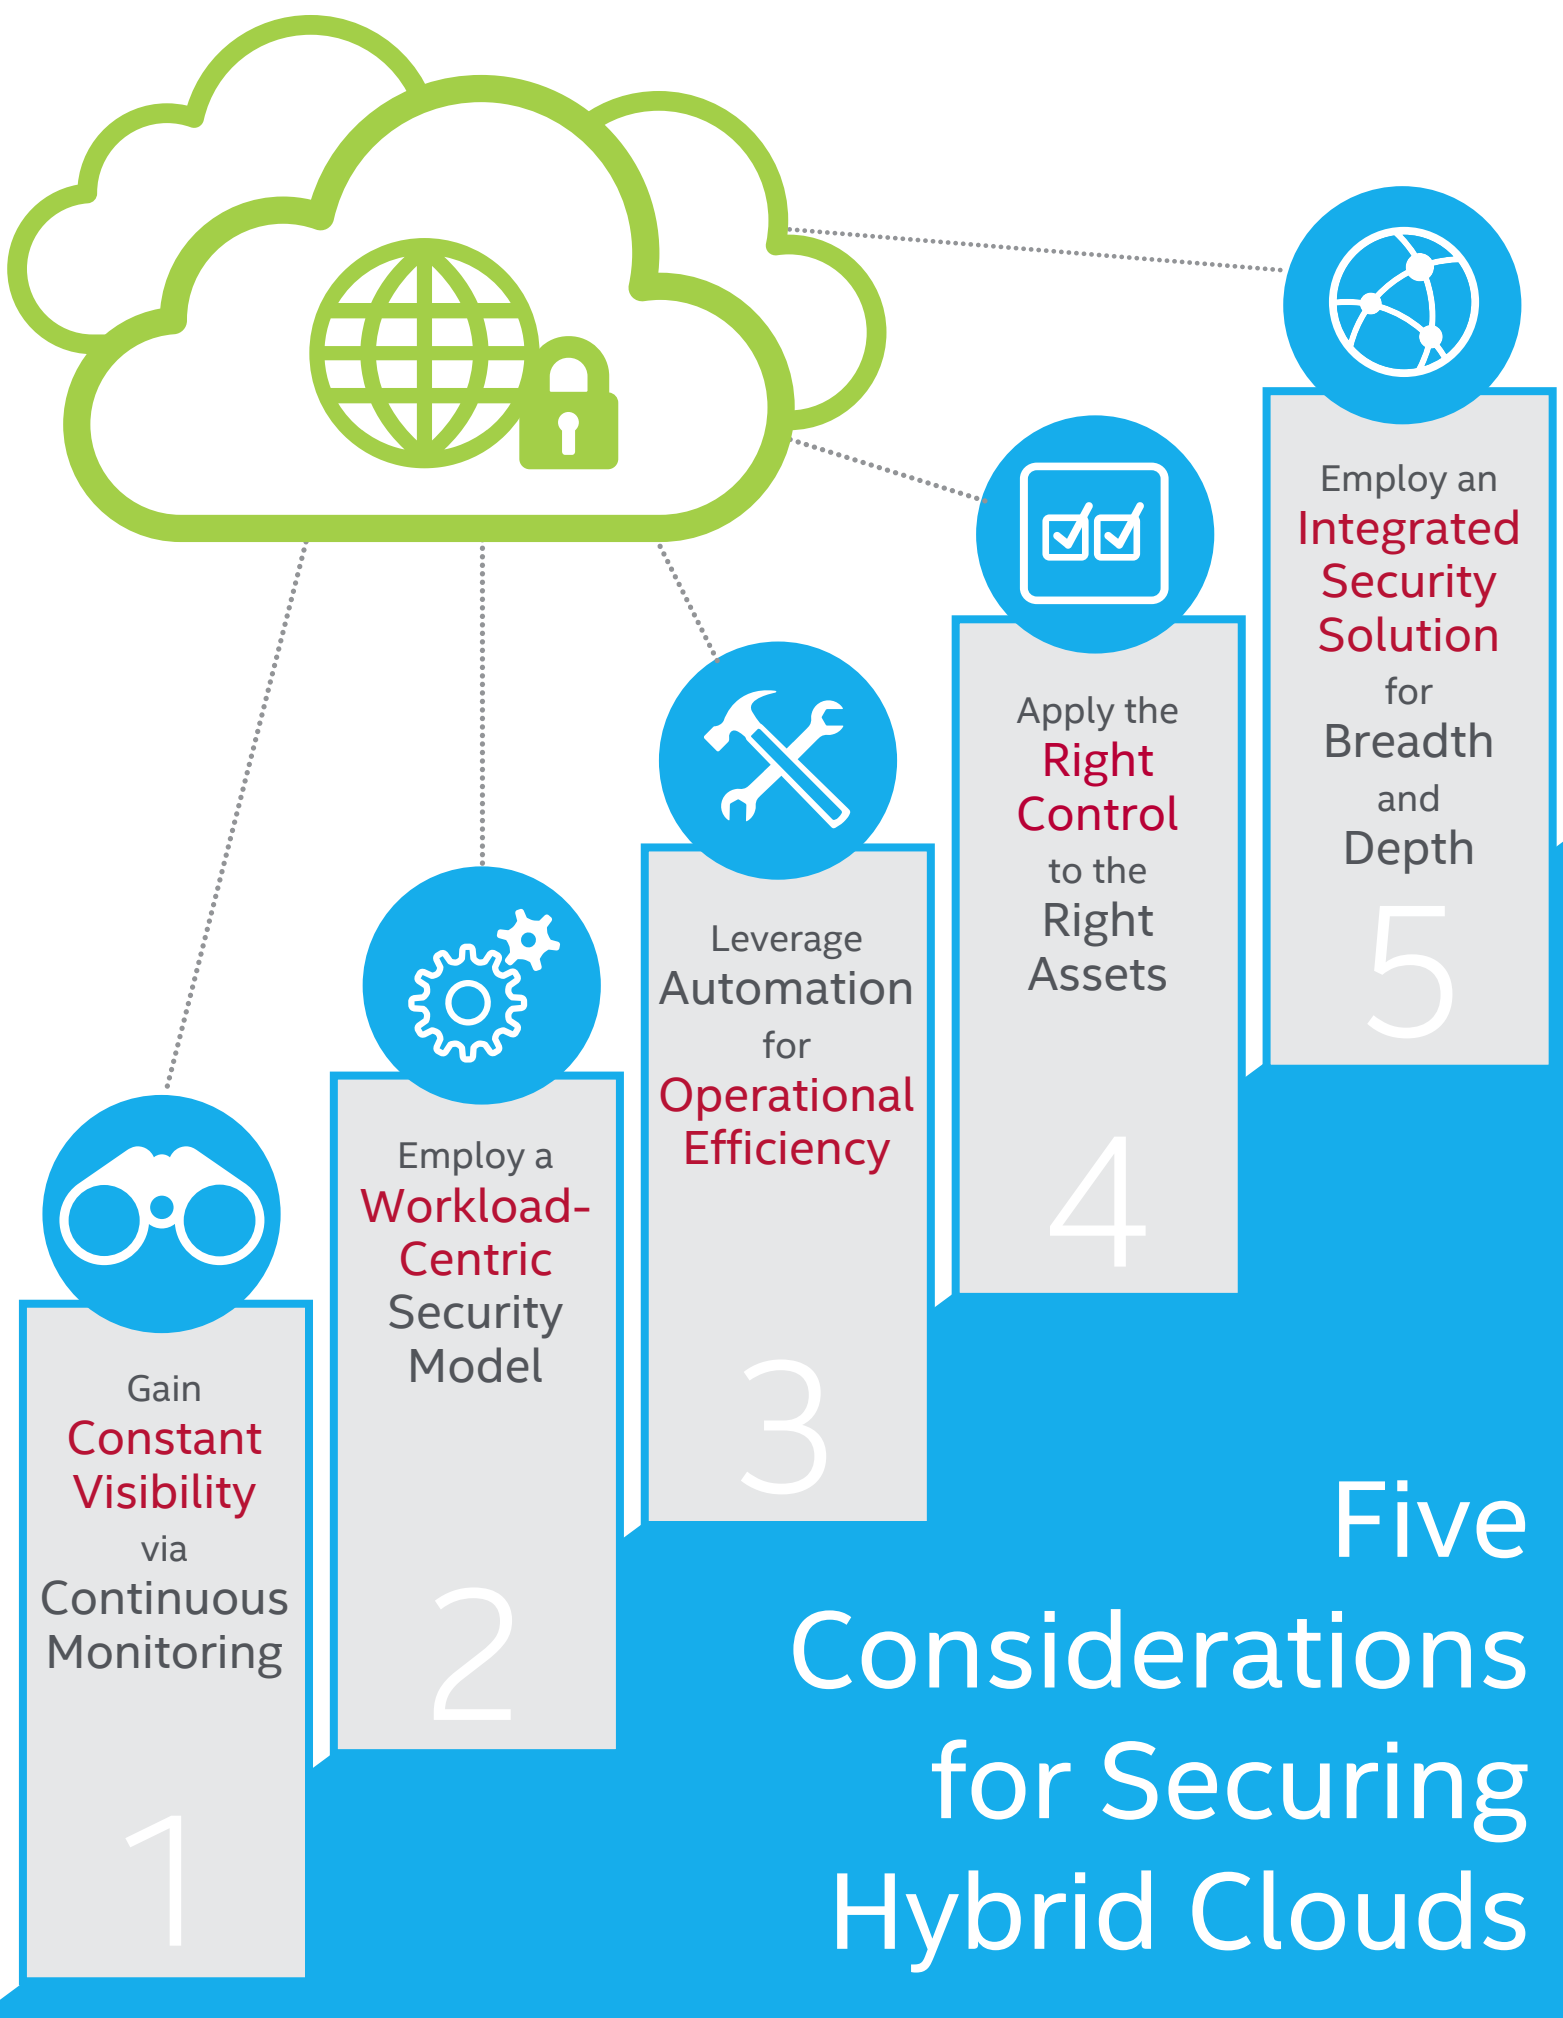 Gain
Constant
Visibility
via
Continuous
Monitoring
1
Employ a
Workload-
Centric
Security
Model
2
Leverage
Automation
for
Operational
Efficiency
3
Apply the
Right
Control
to the
Right
Assets
4
Employ an
Integrated
Security
Solution
for
Breadth
and
Depth
5
Five
Considerations
for Securing
Hybrid Clouds